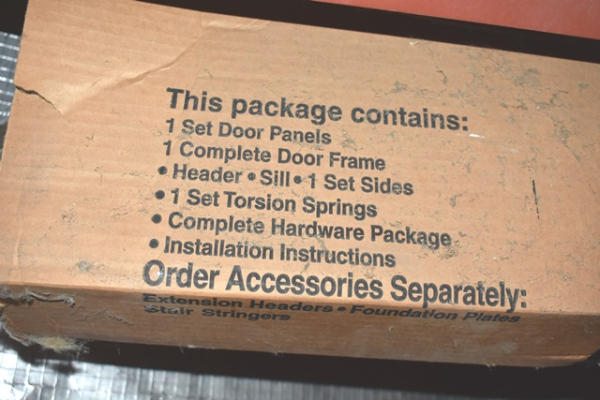 This package contains:
1 Set Door Panels
1 Complete Door Frame
• Header • Sill • 1 Set Sides
• 1 Set Torsion Springs
• Complete Hardware Package
• Installation Instructions
Order Accessories Separately:
Extension Headers • Foundation Plates
Stair Stringers